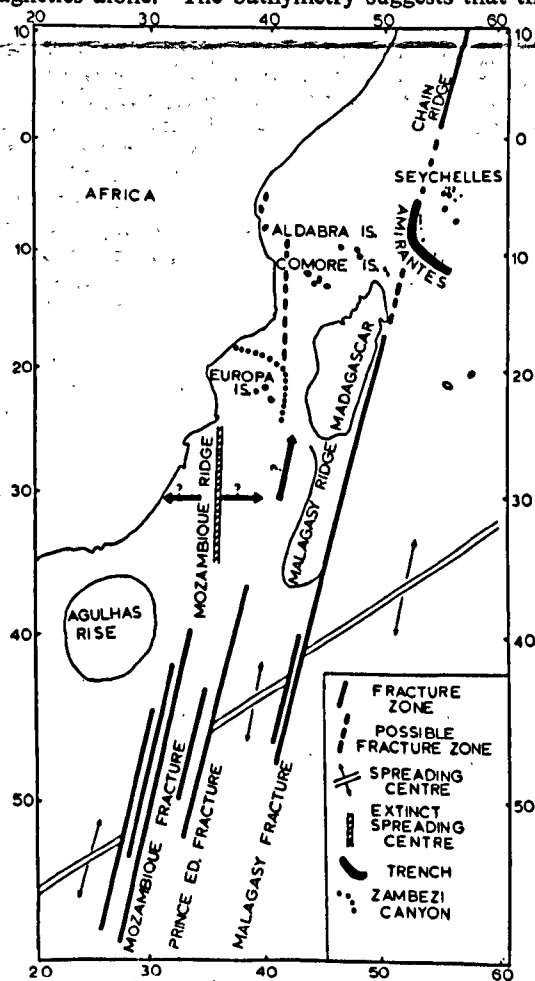 agnetics alone. The bathymetry suggests that th
20 30 40 50 60
10 10
CHAIN
RIDGE
0 0
SEYCHELLES
AFRICA
ALDABRA IS.
AMIRANTES
10 10
COMORE IS.
MADAGASCAR
20 20
EUROPA
IS.
? ? ?
30 30
MOZAMBIQUE RIDGE
MALAGASY RIDGE
AGULHAS
RISE
40 40
FRACTURE
ZONE
POSSIBLE
FRACTURE ZONE
SPREADING
CENTRE
EXTINCT
SPREADING
CENTRE
TRENCH
ZAMBEZI
CANYON
50 50
MOZAMBIQUE FRACTURE
PRINCE ED. FRACTURE
MALAGASY FRACTURE
20 30 40 50 60